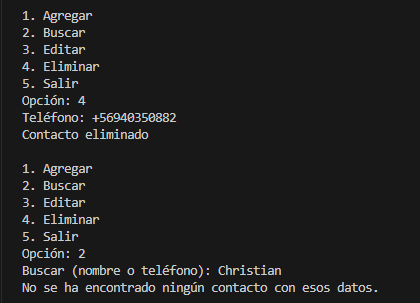 1. Agregar
2. Buscar
3. Editar
4. Eliminar
5. Salir
Opción: 4
Teléfono: +56940350882
Contacto eliminado
1. Agregar
2. Buscar
3. Editar
4. Eliminar
5. Salir
Opción: 2
Buscar (nombre o teléfono): Christian
No se ha encontrado ningún contacto con esos datos.